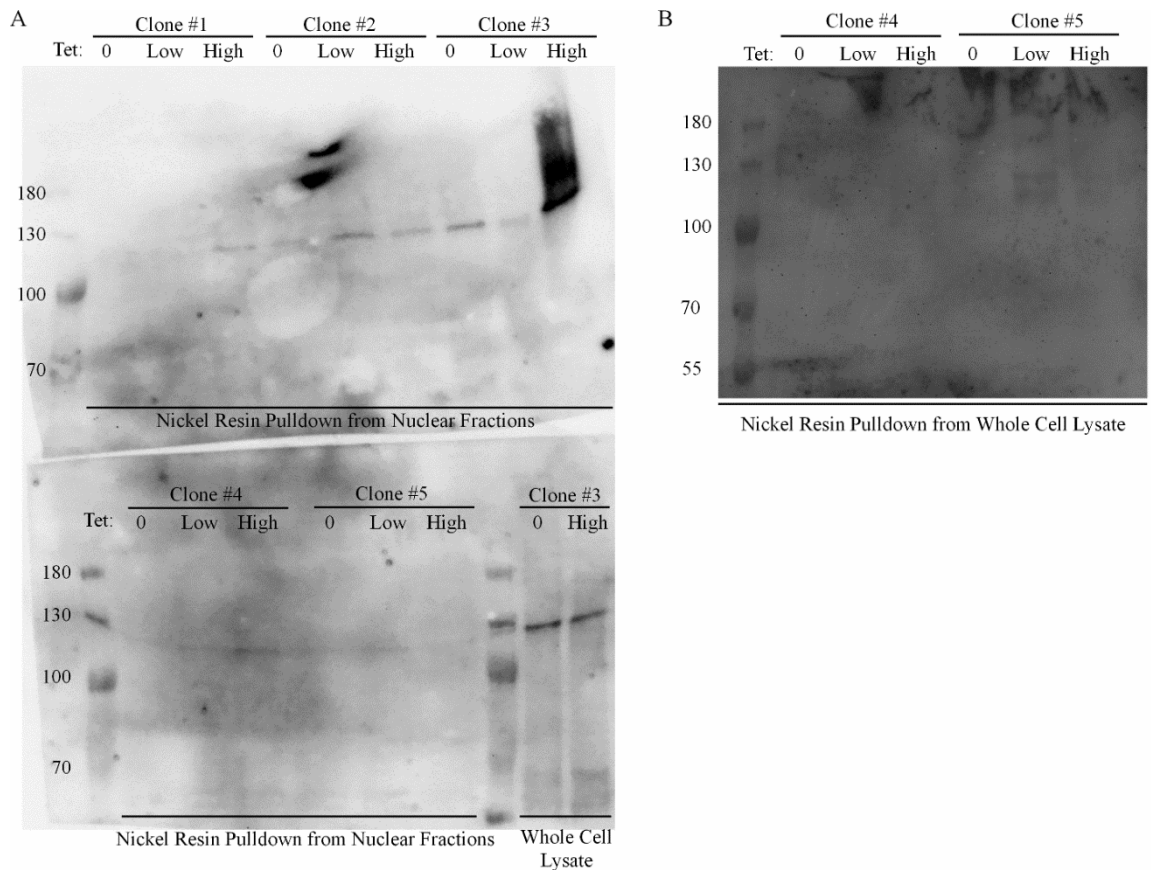 A
Clone #1 Clone #2 Clone #3
Tet: 0 Low High 0 Low High 0 Low High
180
130
100
70
Nickel Resin Pulldown from Nuclear Fractions
Clone #4 Clone #5 Clone #3
Tet: 0 Low High 0 Low High 0 High
180
130
100
70
Nickel Resin Pulldown from Nuclear Fractions Whole Cell
Lysate
B
Clone #4 Clone #5
Tet: 0 Low High 0 Low High
180
130
100
70
55
Nickel Resin Pulldown from Whole Cell Lysate